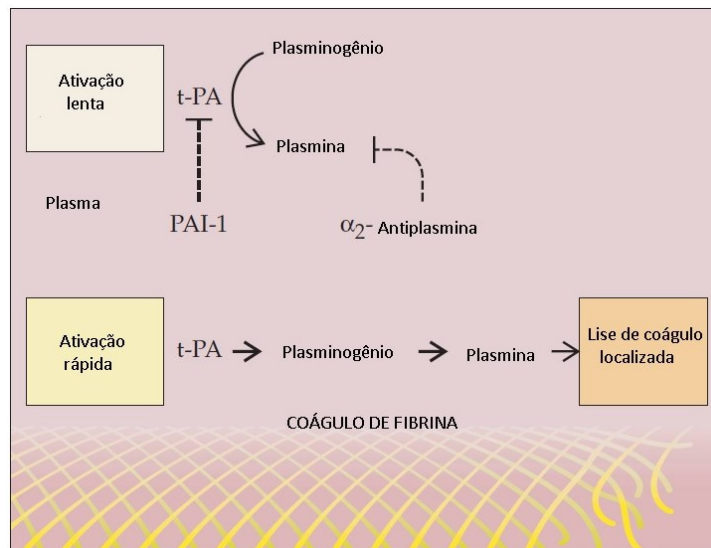 Ativação
lenta
t-PA
Plasminogênio
Plasmina
Plasma
PAI-1
α2- Antiplasmina
Ativação
rápida
t-PA
Plasminogênio
Plasmina
Lise de coágulo
localizada
COÁGULO DE FIBRINA